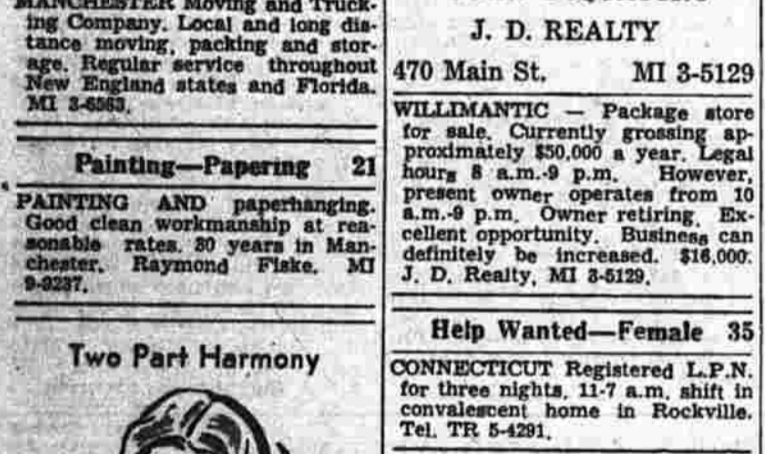 MANCHESTER Moving and Truck-
ing Company. Local and long dis-
tance moving, packing and stor-
age. Regular service throughout
New England states and Florida.
MI 3-6563.
Painting—Papering 21
PAINTING AND paperhanging.
Good clean workmanship at rea-
sonable rates. 30 years in Man-
chester. Raymond Fiske. MI
9-9237.
Two Part Harmony
J. D. REALTY
470 Main St. MI 3-5129
WILLIMANTIC — Package store
for sale. Currently grossing ap-
proximately $50,000 a year. Legal
hours 8 a.m.-9 p.m. However,
present owner operates from 10
a.m.-9 p.m. Owner retiring. Ex-
cellent opportunity. Business can
definitely be increased. $16,000.
J. D. Realty, MI 3-5129.
Help Wanted—Female 35
CONNECTICUT Registered L.P.N.
for three nights, 11-7 a.m. shift in
convalescent home in Rockville.
Tel. TR 5-4291.